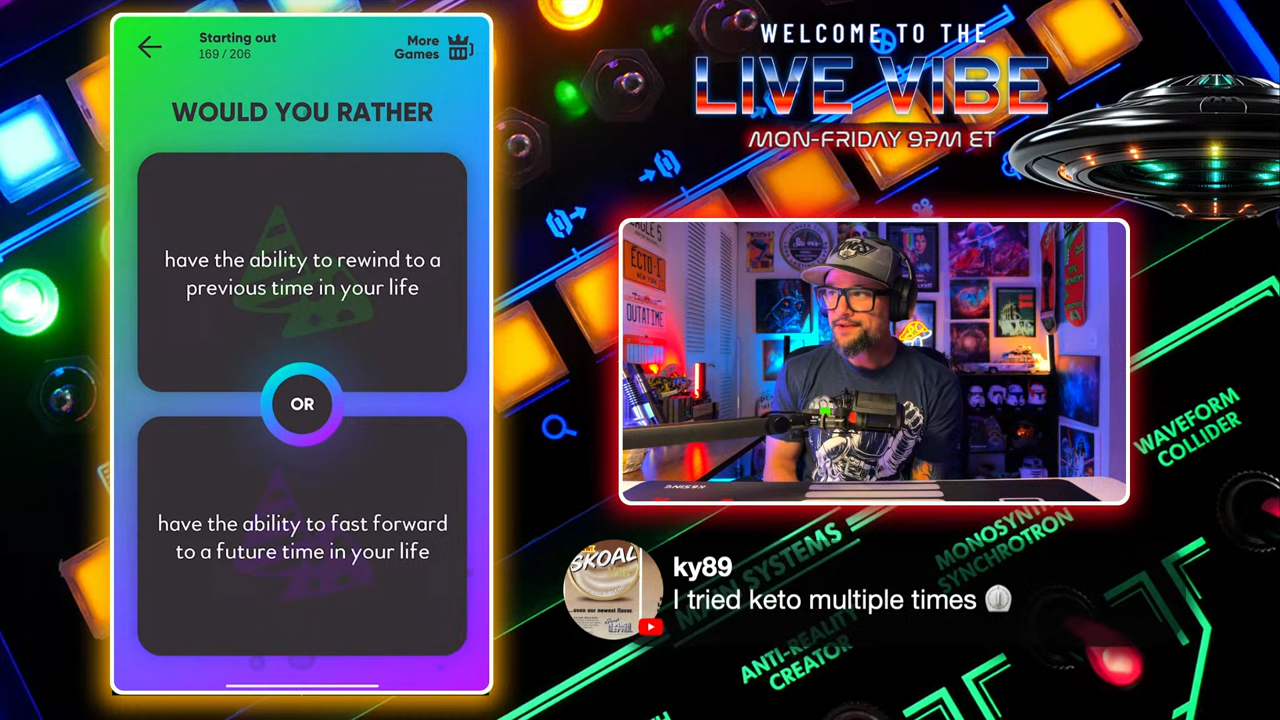 Starting out
169 / 206
More
Games
WOULD YOU RATHER
have the ability to rewind to a
previous time in your life
OR
have the ability to fast forward
to a future time in your life
WELCOME TO THE
LIVE VIBE
MON-FRIDAY 9PM ET
ECTO-1
OUTATIME
SKOAL
ky89
I tried keto multiple times
WAVEFORM
COLLIDER
MAIN SYSTEMS
MONOSYNTH
SYNCHROTRON
ANTI-REALITY
CREATOR